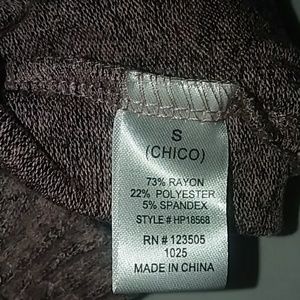 S
(CHICO)
73% RAYON
22% POLYESTER
5% SPANDEX
STYLE # HP18568
RN # 123505
1025
MADE IN CHINA